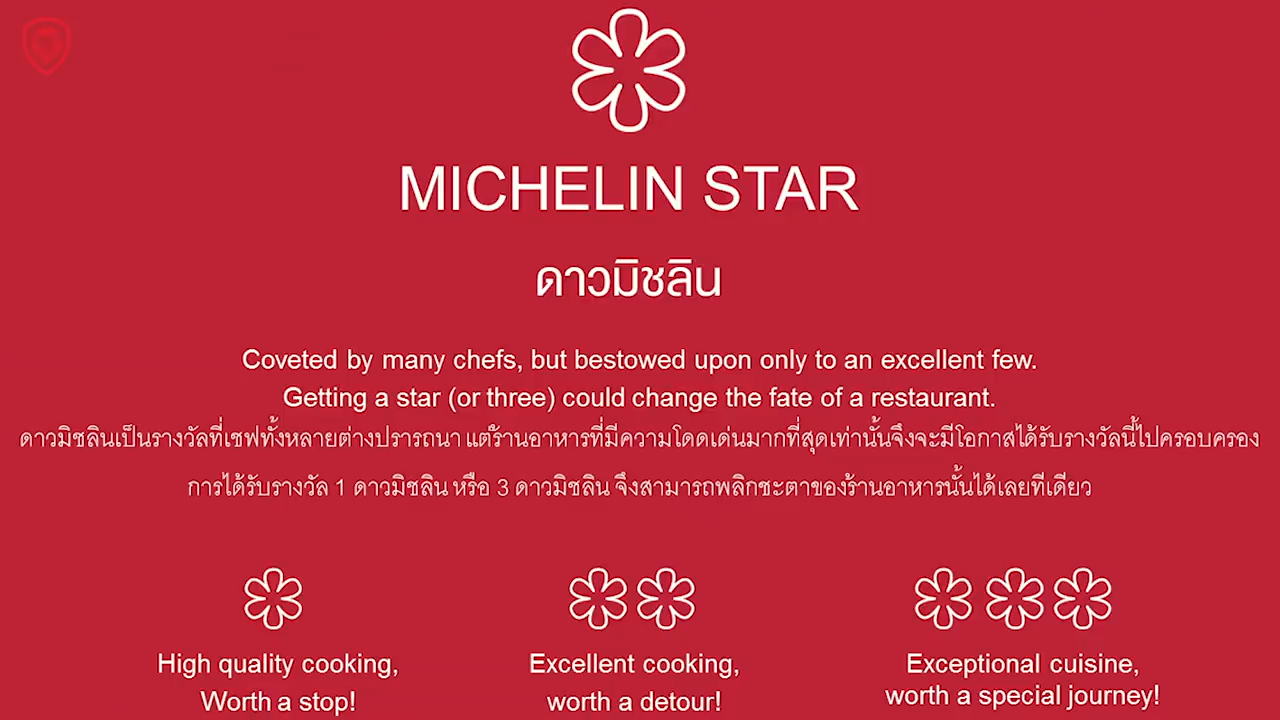 MICHELIN STAR
ดาวมิชลิน
Coveted by many chefs, but bestowed upon only to an excellent few.
Getting a star (or three) could change the fate of a restaurant.
ดาวมิชลินเป็นรางวัลที่เชฟทั้งหลายต่างปรารถนา แต่ร้านอาหารที่มีความโดดเด่นมากที่สุดเท่านั้นจึงจะมีโอกาสได้รับรางวัลนี้ไปครอบครอง
การได้รับรางวัล 1 ดาวมิชลิน หรือ 3 ดาวมิชลิน จึงสามารถพลิกชะตาของร้านอาหารนั้นได้เลยทีเดียว
High quality cooking,
Worth a stop!
Excellent cooking,
worth a detour!
Exceptional cuisine,
worth a special journey!